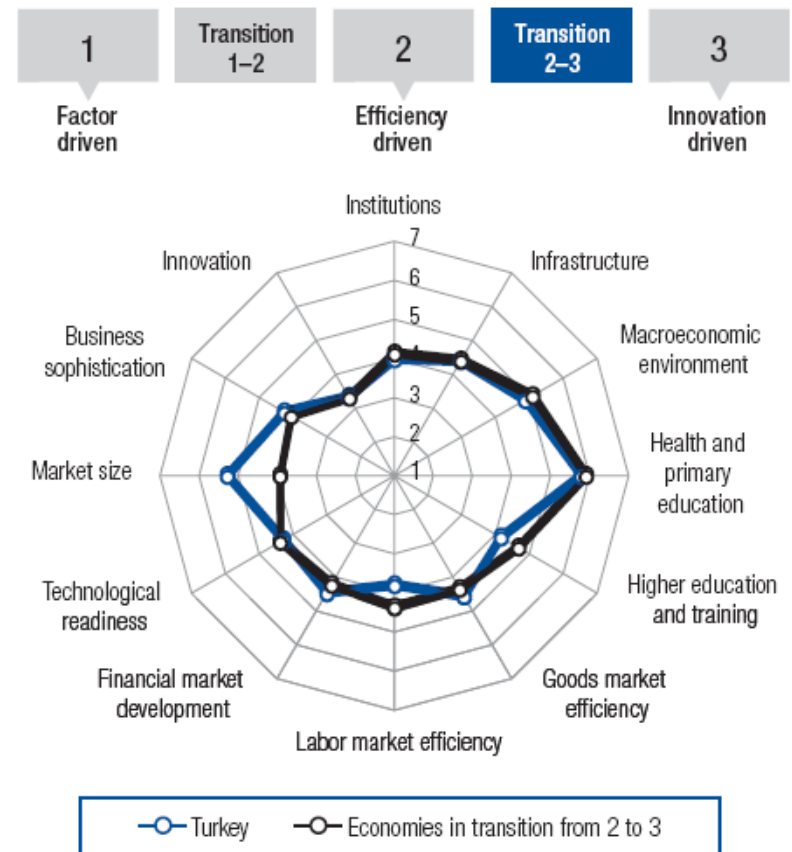 1
Transition
1–2
2
Transition
2–3
3
Factor
driven
Efficiency
driven
Innovation
driven
Institutions
Infrastructure
Macroeconomic
environment
Health and
primary
education
Higher education
and training
Goods market
efficiency
Labor market efficiency
Financial market
development
Technological
readiness
Market size
Business
sophistication
Innovation
7
6
5
4
3
2
1
Turkey
Economies in transition from 2 to 3